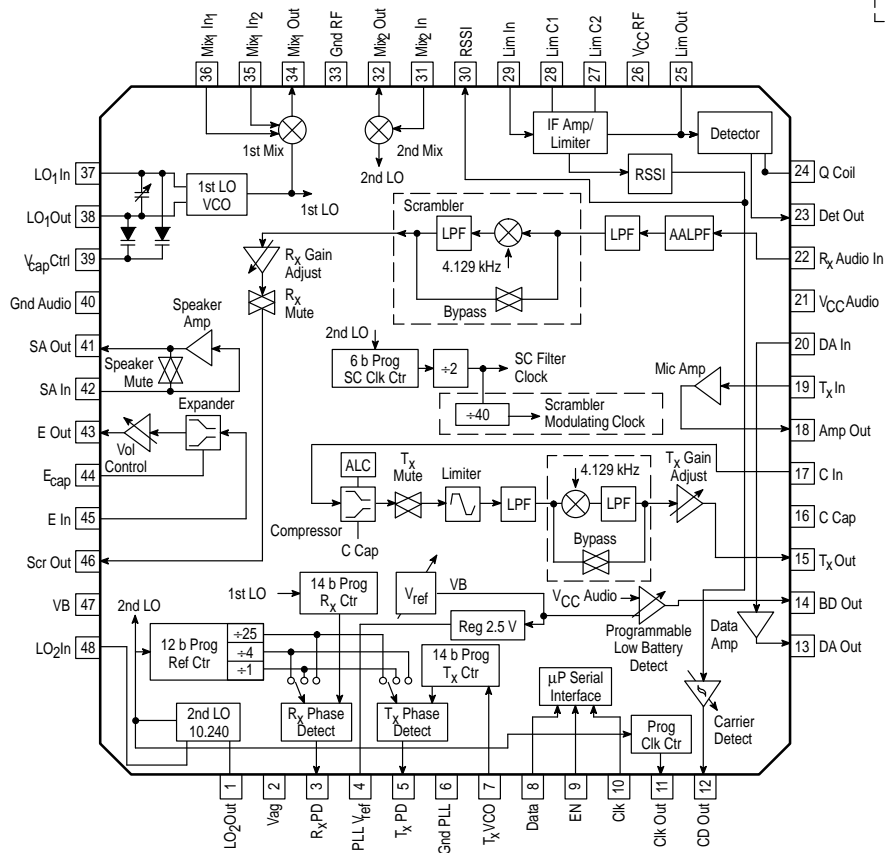 Mix1 In1
Mix1 In2
Mix1 Out
Gnd RF
Mix2 Out
Mix2 In
RSSI
Lim In
Lim C1
Lim C2
VCC RF
Lim Out
36
35
34
33
32
31
30
29
28
27
26
25
1st Mix
2nd Mix
2nd LO
IF Amp/
Limiter
Detector
RSSI
LO1 In
37
1st LO
VCO
1st LO
24
Q Coil
LO1 Out
38
23
Det Out
Scrambler
LPF
4.129 kHz
Bypass
LPF
AALPF
Vcap Ctrl
39
Rx Gain
Adjust
22
Rx Audio In
Gnd Audio
40
Rx
Mute
21
VCC Audio
Speaker
Amp
SA Out
41
Speaker
Mute
2nd LO
6 b Prog
SC Clk Ctr
÷2
SC Filter
Clock
20
DA In
SA In
42
Mic Amp
19
Tx In
÷40
Scrambler
Modulating Clock
E Out
43
Vol
Control
Expander
18
Amp Out
Ecap
44
ALC
Tx
Mute
Limiter
4.129 kHz
Tx Gain
Adjust
17
C In
LPF
LPF
Compressor
C Cap
Bypass
E In
45
16
C Cap
Scr Out
46
15
Tx Out
VB
47
1st LO
14 b Prog
Rx Ctr
Vref
VB
VCC Audio
14
BD Out
Reg 2.5 V
Programmable
Low Battery
Detect
Data
Amp
LO2 In
48
2nd LO
12 b Prog
Ref Ctr
÷25
÷4
÷1
14 b Prog
Tx Ctr
13
DA Out
µP Serial
Interface
2nd LO
10.240
Rx Phase
Detect
Tx Phase
Detect
Prog
Clk Ctr
Carrier
Detect
1
2
3
4
5
6
7
8
9
10
11
12
LO2 Out
Vag
Rx PD
PLL Vref
Tx PD
Gnd PLL
Tx VCO
Data
EN
Clk
Clk Out
CD Out